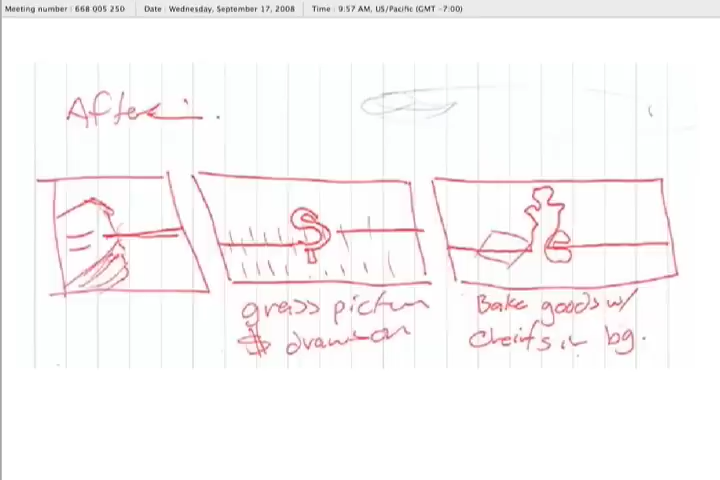 Meeting number : 668 005 250 Date : Wednesday, September 17, 2008 Time : 9:57 AM, US/Pacific (GMT -7:00)
After
$
grass picture
$ drawn on
Bake goods w/
cheifs in bg.